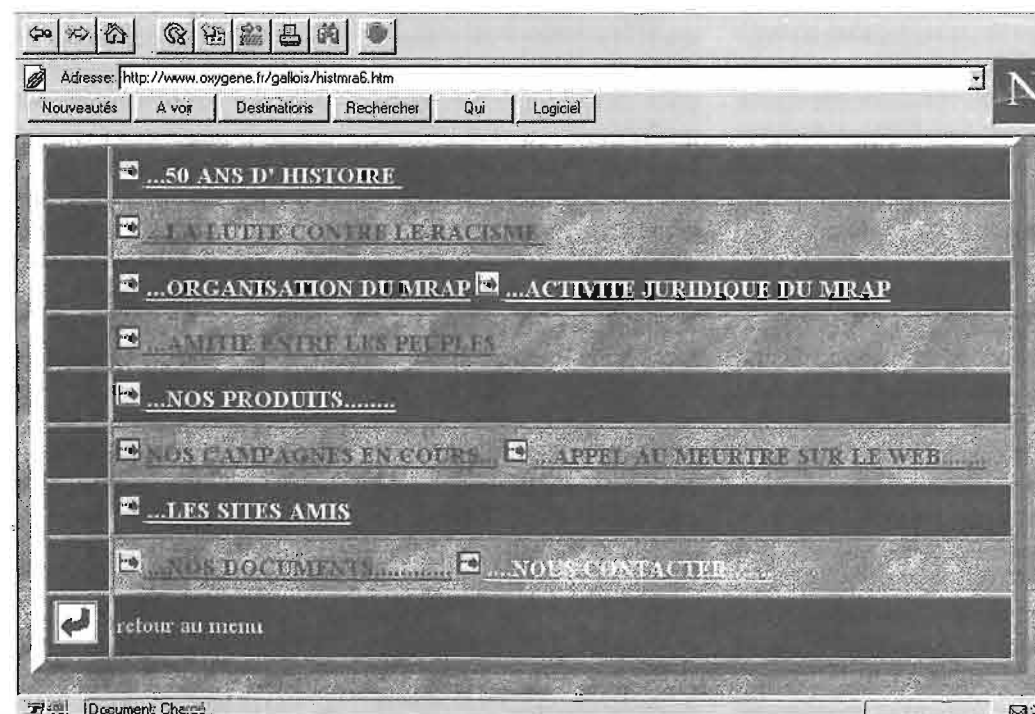 Adresse: http://www.oxygene.fr/gallois/histmra6.htm
N
Nouveautés A voir Destinations Rechercher Qui Logiciel
...50 ANS D' HISTOIRE
...LA LUTTE CONTRE LE RACISME
...ORGANISATION DU MRAP ...ACTIVITE JURIDIQUE DU MRAP
...AMITIE ENTRE LES PEUPLES
...NOS PRODUITS........
NOS CAMPAGNES EN COURS... ...APPEL AU MEURTRE SUR LE WEB......
...LES SITES AMIS
...NOS DOCUMENTS............ ....NOUS CONTACTER......
retour au menu
Document: Chargé